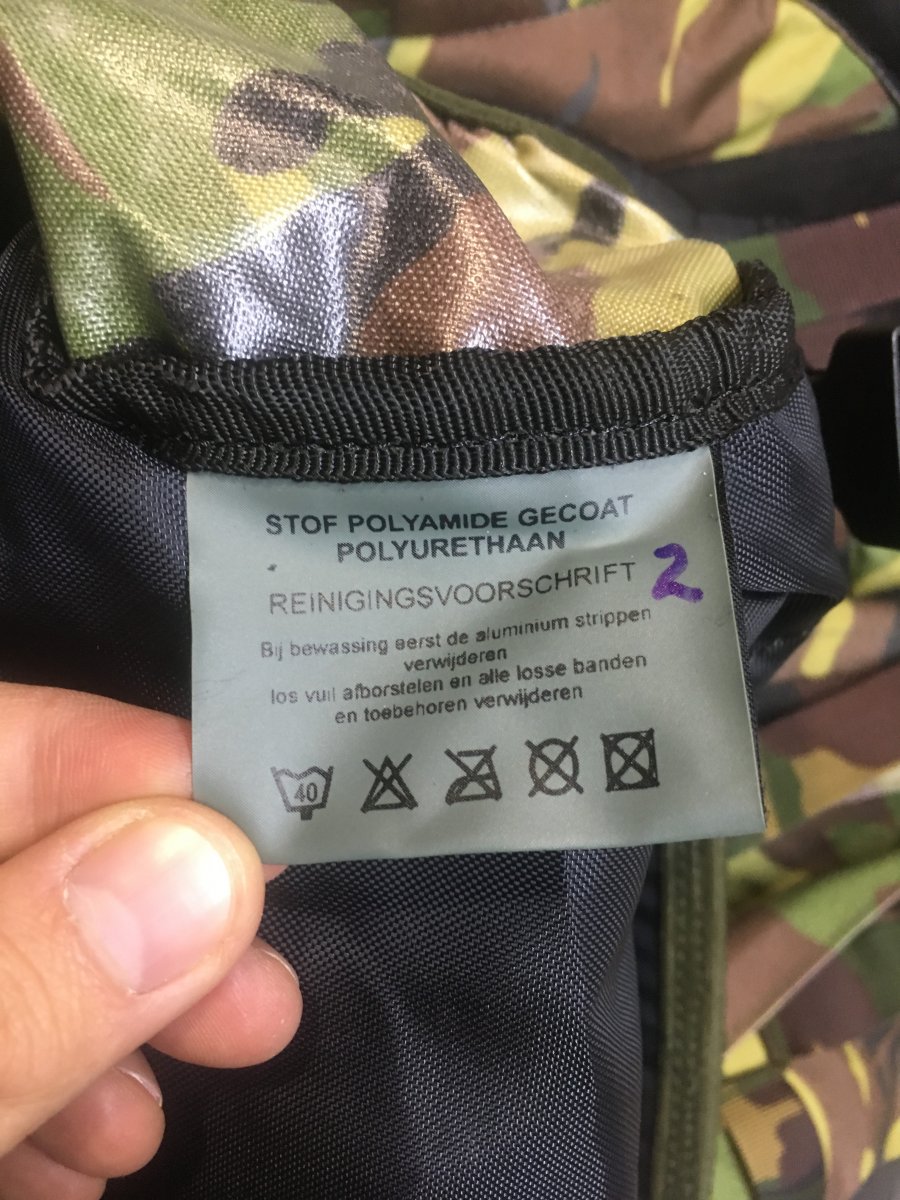 STOF POLYAMIDE GECOAT
POLYURETHAAN
REINIGINGSVOORSCHRIFT 2
Bij bewassing eerst de aluminium strippen
verwijderen
los vuil afborstelen en alle losse banden
en toebehoren verwijderen
40